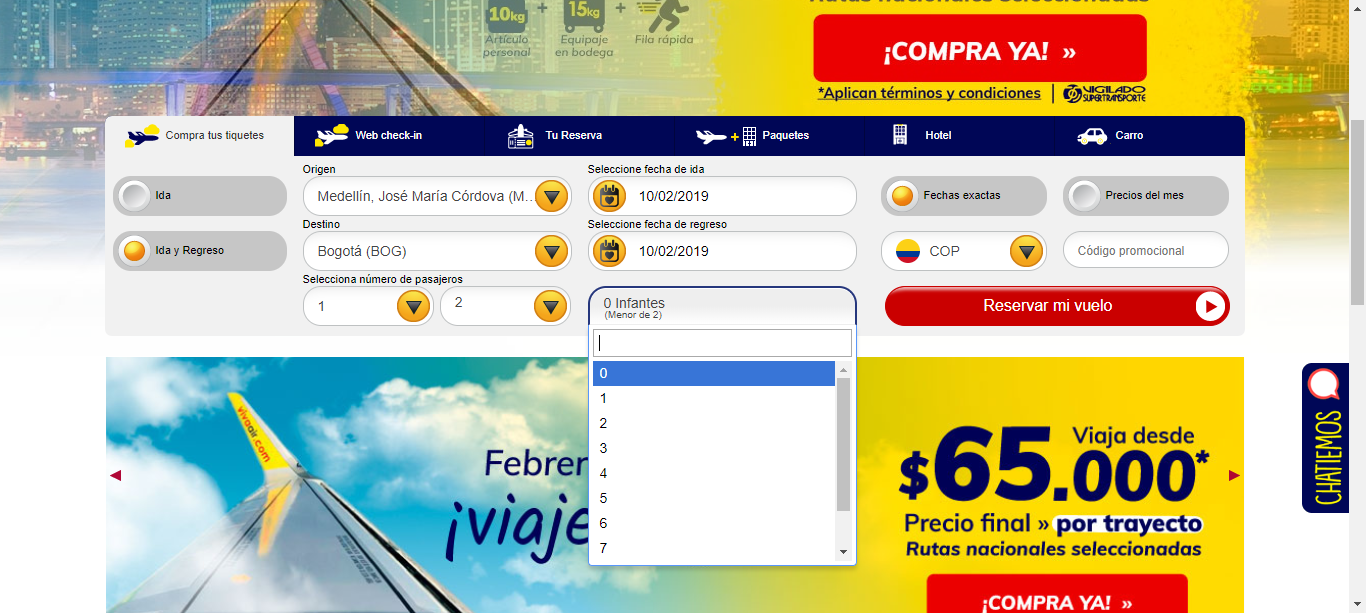 Rutas nacionales seleccionadas
10kg + 15kg +
Artículo personal
Equipaje en bodega
Fila rápida
¡COMPRA YA! »
*Aplican términos y condiciones | VIGILADO SUPERTRANSPORTE
Compra tus tiquetes
Web check-in
Tu Reserva
+
Paquetes
Hotel
Carro
Ida
Ida y Regreso
Origen
Medellín, José María Córdova (M...
Destino
Bogotá (BOG)
Selecciona número de pasajeros
1
2
Seleccione fecha de ida
10/02/2019
Seleccione fecha de regreso
10/02/2019
0 Infantes
(Menor de 2)
0
1
2
3
4
5
6
7
Fechas exactas
Precios del mes
COP
Código promocional
Reservar mi vuelo
vivaair.com
Febrer
¡viaje
Viaja desde
$65.000*
Precio final » por trayecto
Rutas nacionales seleccionadas
¡COMPRA YA! »
CHATIEMOS